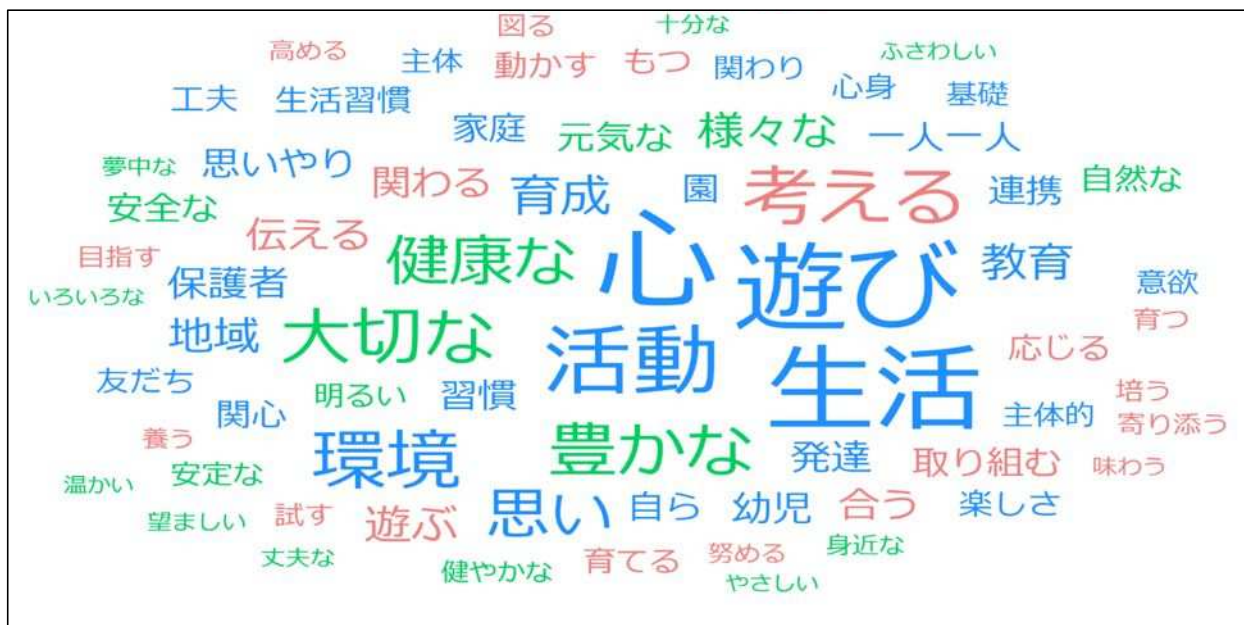 図る 十分な
高める 主体 動かす もつ 関わり ふさわしい
工夫 生活習慣 心身 基礎
家庭 元気な 様々な 一人一人
夢中な 思いやり 関わる 育成 園 考える 連携 自然な
安全な 伝える
目指す 保護者 健康な 心 遊び 教育 意欲
いろいろな 地域 大切な 活動 応じる 育つ
友だち 明るい 習慣 生活 主体的 培う
関心 寄り添う
養う 環境 豊かな 発達 取り組む 味わう
温かい 安定な
望ましい 試す 遊ぶ 思い 自ら 幼児 合う 楽しさ
丈夫な 健やかな 育てる 努める 身近な
やさしい